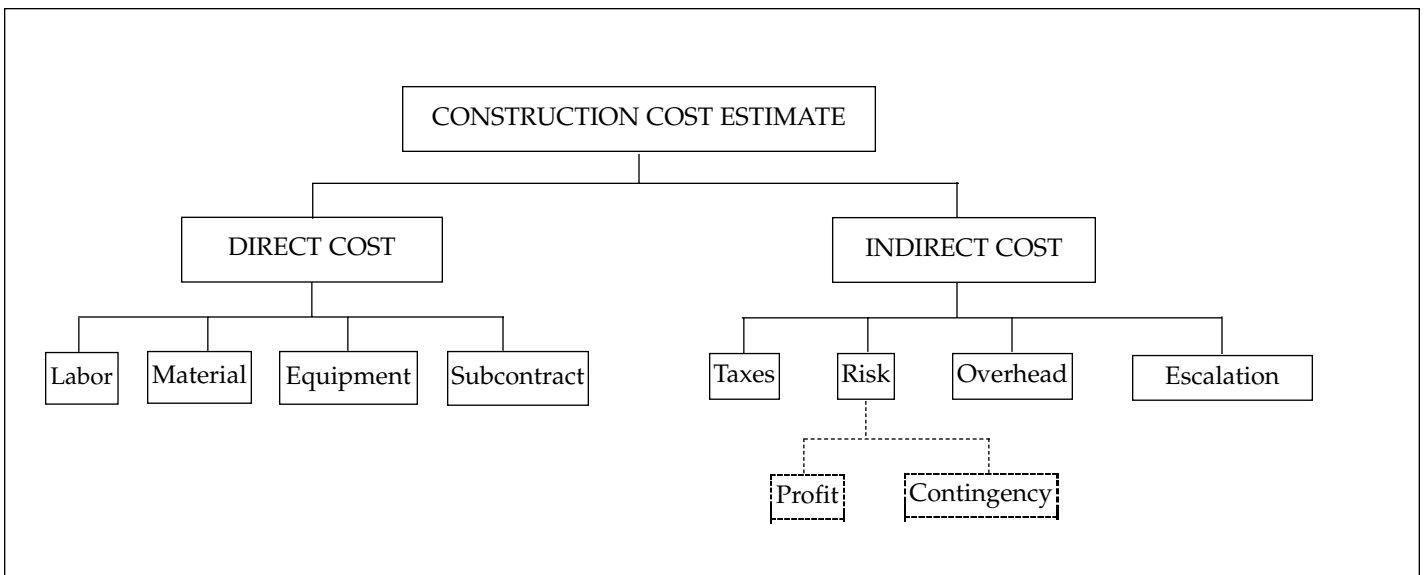 CONSTRUCTION COST ESTIMATE
DIRECT COST
INDIRECT COST
Labor
Material
Equipment
Subcontract
Taxes
Risk
Overhead
Escalation
Profit
Contingency